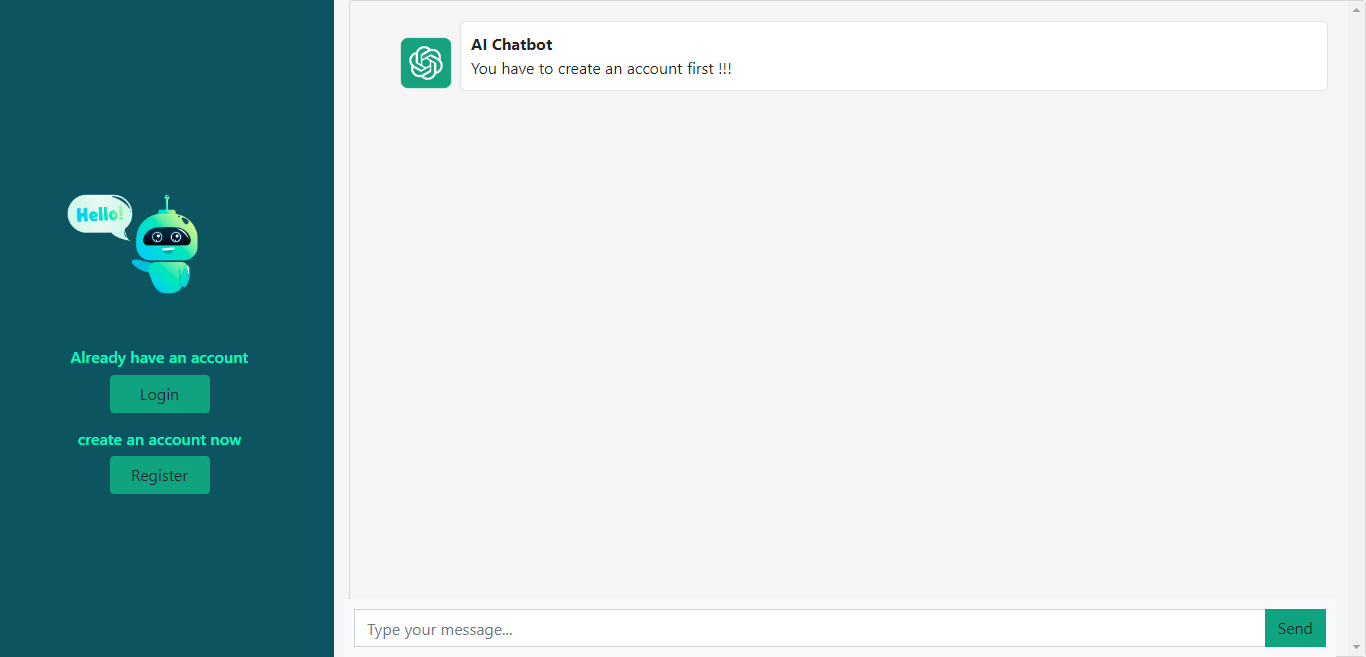 Hello!
Already have an account
Login
create an account now
Register
AI Chatbot
You have to create an account first !!!
Type your message...
Send